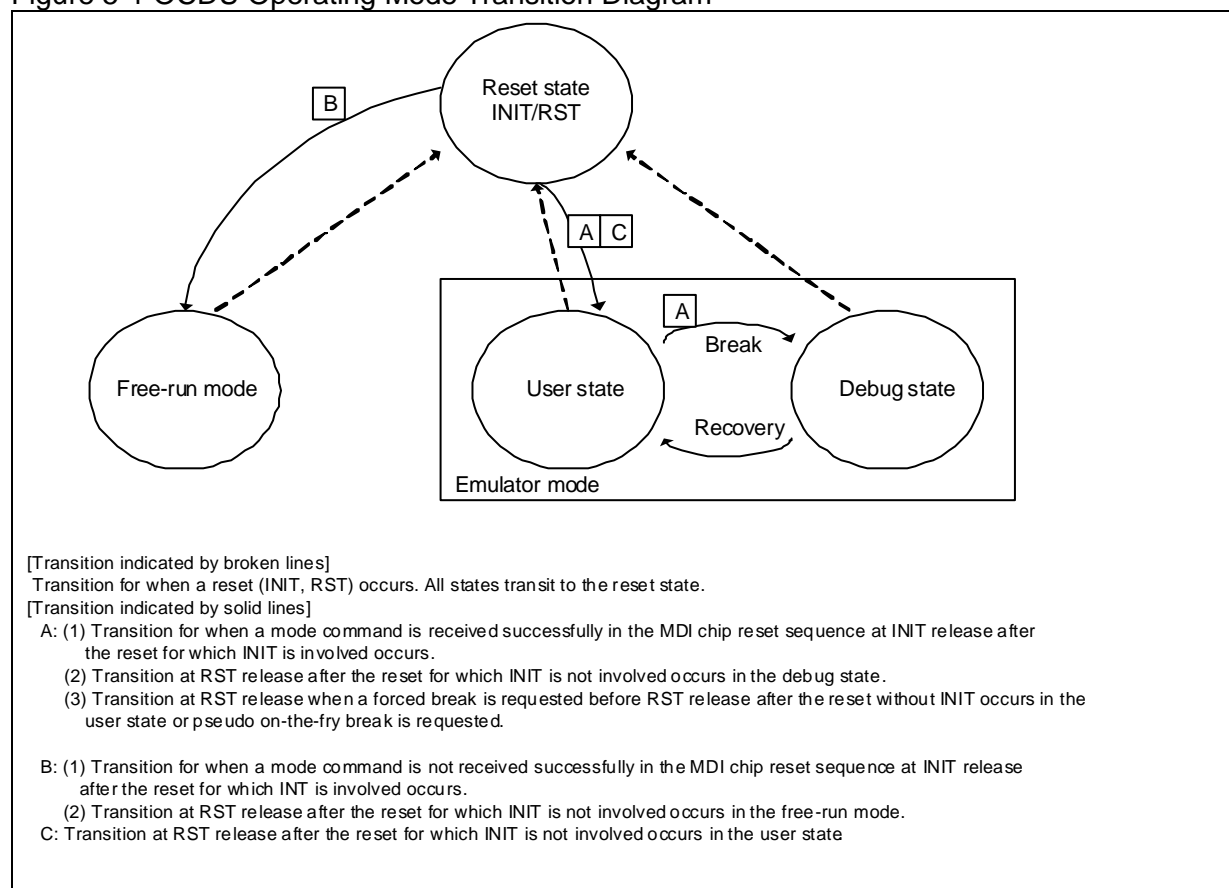 Figure 3-1 OCDU Operating Mode Transition Diagram
Reset state
INIT/RST
B
A C
A
Break
Free-run mode
User state
Debug state
Recovery
Emulator mode
[Transition indicated by broken lines]
Transition for when a reset (INIT, RST) occurs. All states transit to the reset state.
[Transition indicated by solid lines]
A: (1) Transition for when a mode command is received successfully in the MDI chip reset sequence at INIT release after
the reset for which INIT is involved occurs.
(2) Transition at RST release after the reset for which INIT is not involved occurs in the debug state.
(3) Transition at RST release when a forced break is requested before RST release after the reset without INIT occurs in the
user state or pseudo on-the-fry break is requested.
B: (1) Transition for when a mode command is not received successfully in the MDI chip reset sequence at INIT release
after the reset for which INT is involved occurs.
(2) Transition at RST release after the reset for which INIT is not involved occurs in the free-run mode.
C: Transition at RST release after the reset for which INIT is not involved occurs in the user state